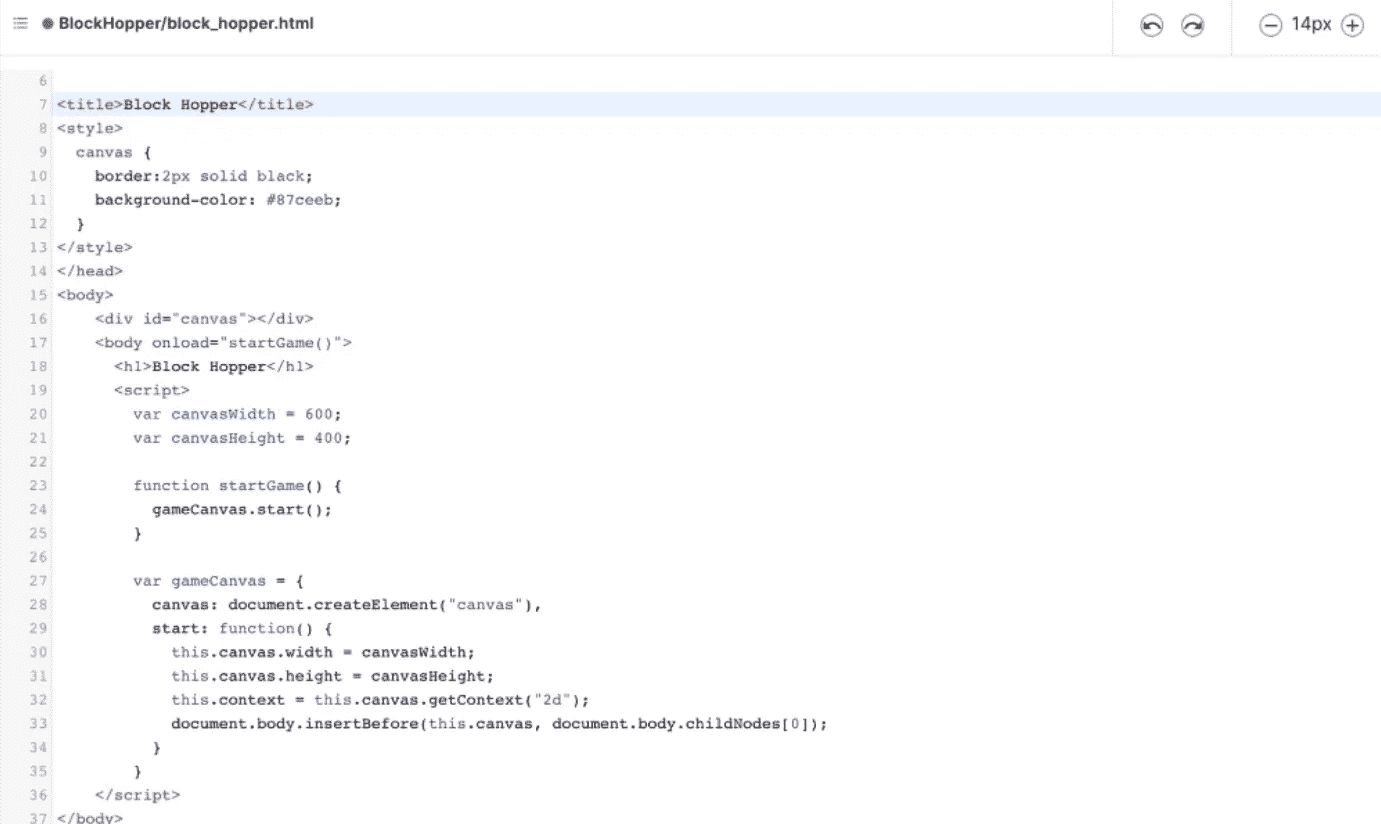 BlockHopper/block_hopper.html
14px
6
7 <title>Block Hopper</title>
8 <style>
9   canvas {
10     border:2px solid black;
11     background-color: #87ceeb;
12   }
13 </style>
14 </head>
15 <body>
16     <div id="canvas"></div>
17     <body onload="startGame()">
18       <h1>Block Hopper</h1>
19       <script>
20         var canvasWidth = 600;
21         var canvasHeight = 400;
22
23         function startGame() {
24           gameCanvas.start();
25         }
26
27         var gameCanvas = {
28           canvas: document.createElement("canvas"),
29           start: function() {
30             this.canvas.width = canvasWidth;
31             this.canvas.height = canvasHeight;
32             this.context = this.canvas.getContext("2d");
33             document.body.insertBefore(this.canvas, document.body.childNodes[0]);
34           }
35         }
36     </script>
37 </body>